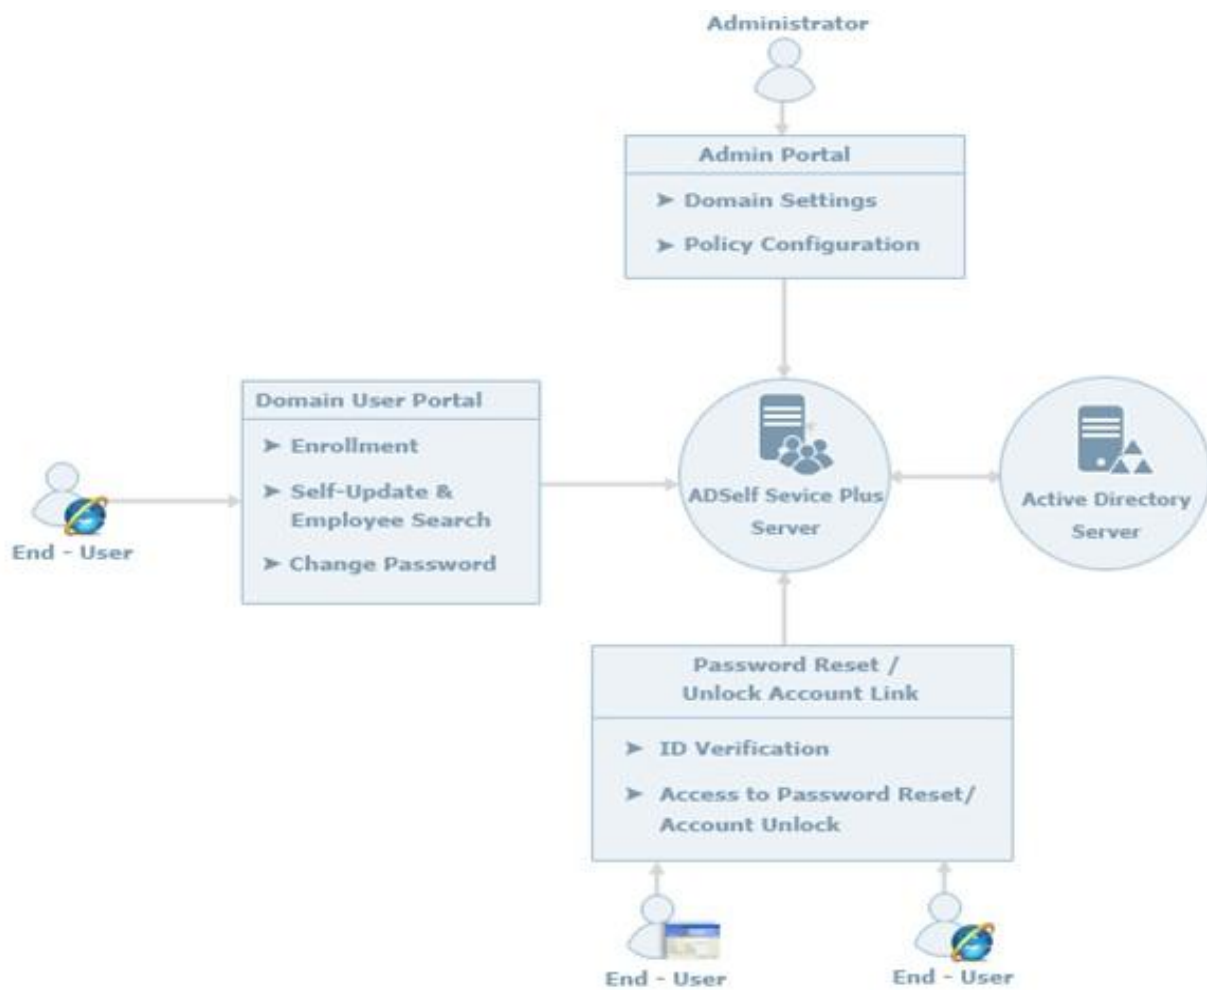 Administrator
Admin Portal
➤ Domain Settings
➤ Policy Configuration
Domain User Portal
➤ Enrollment
➤ Self-Update &
Employee Search
➤ Change Password
End - User
ADSelf Sevice Plus
Server
Active Directory
Server
Password Reset /
Unlock Account Link
➤ ID Verification
➤ Access to Password Reset/
Account Unlock
End - User
End - User